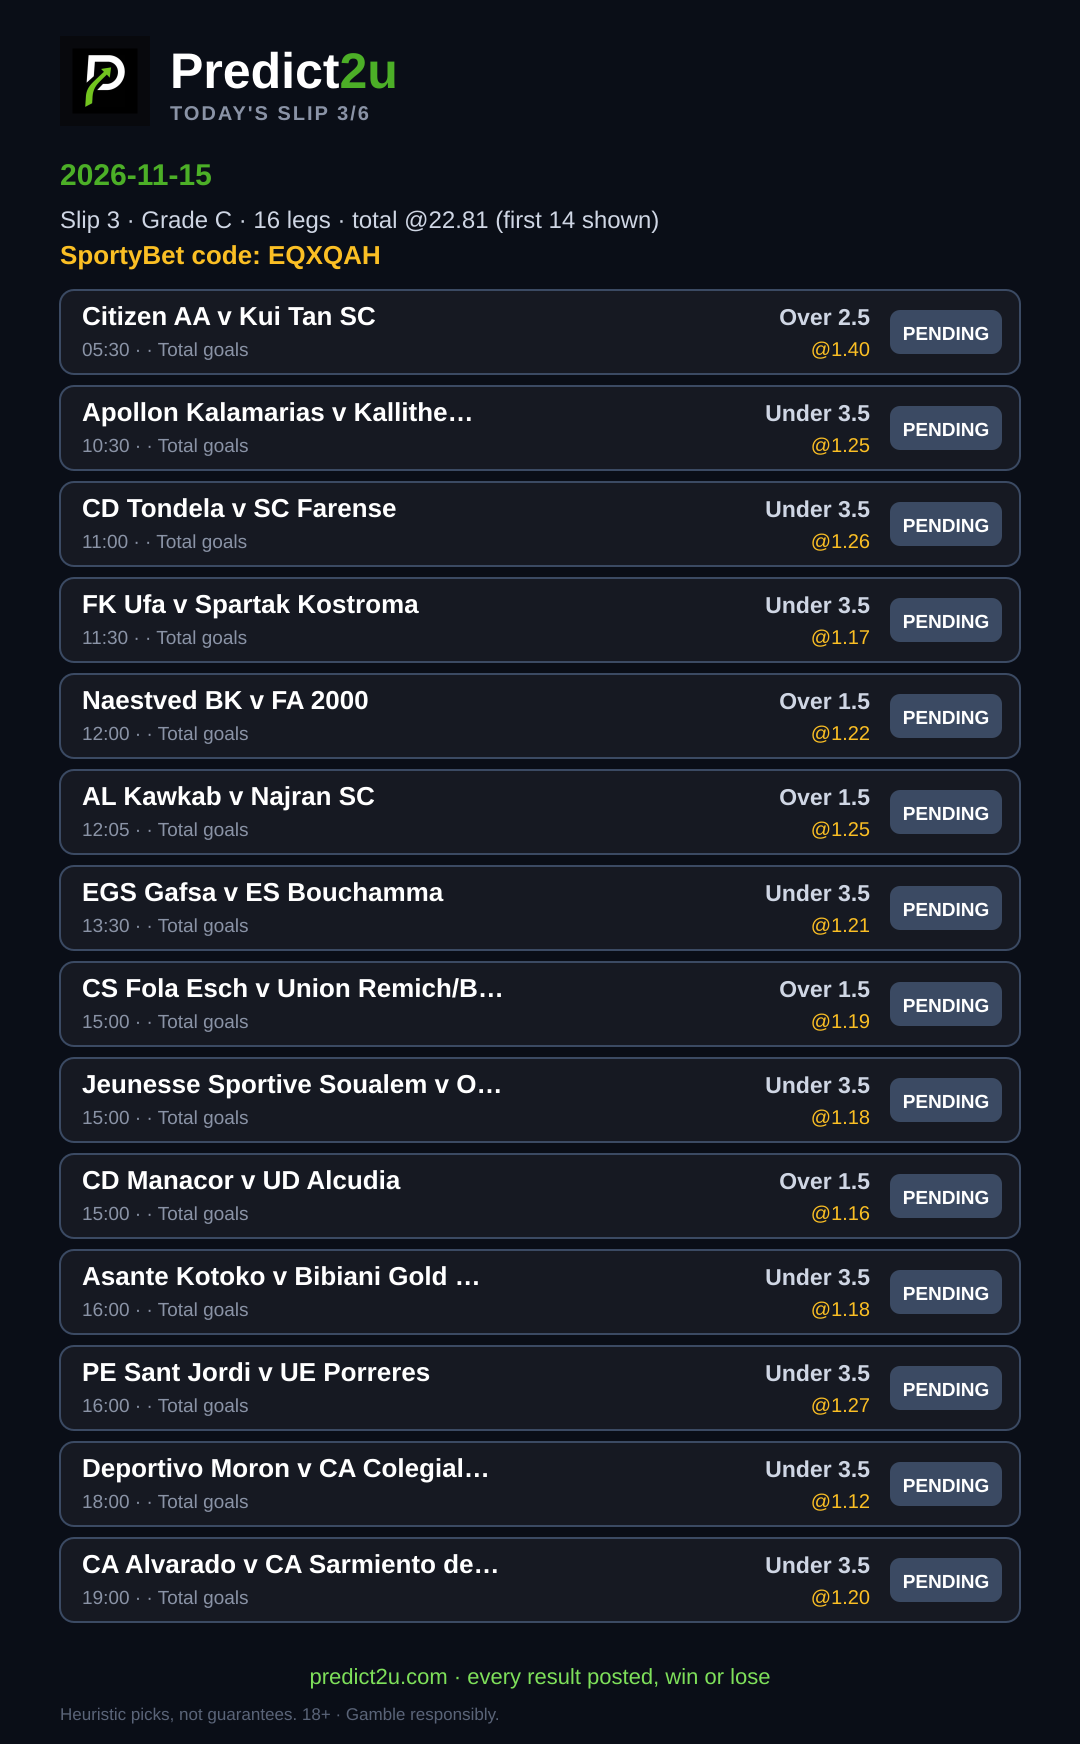 Predict2u
TODAY'S SLIP 3/6
2026-11-15
Slip 3 · Grade C · 16 legs · total @22.81 (first 14 shown)
SportyBet code: EQXQAH
Citizen AA v Kui Tan SC
Over 2.5
05:30 · · Total goals
@1.40
PENDING
Apollon Kalamarias v Kallithe…
Under 3.5
10:30 · · Total goals
@1.25
PENDING
CD Tondela v SC Farense
Under 3.5
11:00 · · Total goals
@1.26
PENDING
FK Ufa v Spartak Kostroma
Under 3.5
11:30 · · Total goals
@1.17
PENDING
Naestved BK v FA 2000
Over 1.5
12:00 · · Total goals
@1.22
PENDING
AL Kawkab v Najran SC
Over 1.5
12:05 · · Total goals
@1.25
PENDING
EGS Gafsa v ES Bouchamma
Under 3.5
13:30 · · Total goals
@1.21
PENDING
CS Fola Esch v Union Remich/B…
Over 1.5
15:00 · · Total goals
@1.19
PENDING
Jeunesse Sportive Soualem v O…
Under 3.5
15:00 · · Total goals
@1.18
PENDING
CD Manacor v UD Alcudia
Over 1.5
15:00 · · Total goals
@1.16
PENDING
Asante Kotoko v Bibiani Gold …
Under 3.5
16:00 · · Total goals
@1.18
PENDING
PE Sant Jordi v UE Porreres
Under 3.5
16:00 · · Total goals
@1.27
PENDING
Deportivo Moron v CA Colegial…
Under 3.5
18:00 · · Total goals
@1.12
PENDING
CA Alvarado v CA Sarmiento de…
Under 3.5
19:00 · · Total goals
@1.20
PENDING
predict2u.com · every result posted, win or lose
Heuristic picks, not guarantees. 18+ · Gamble responsibly.